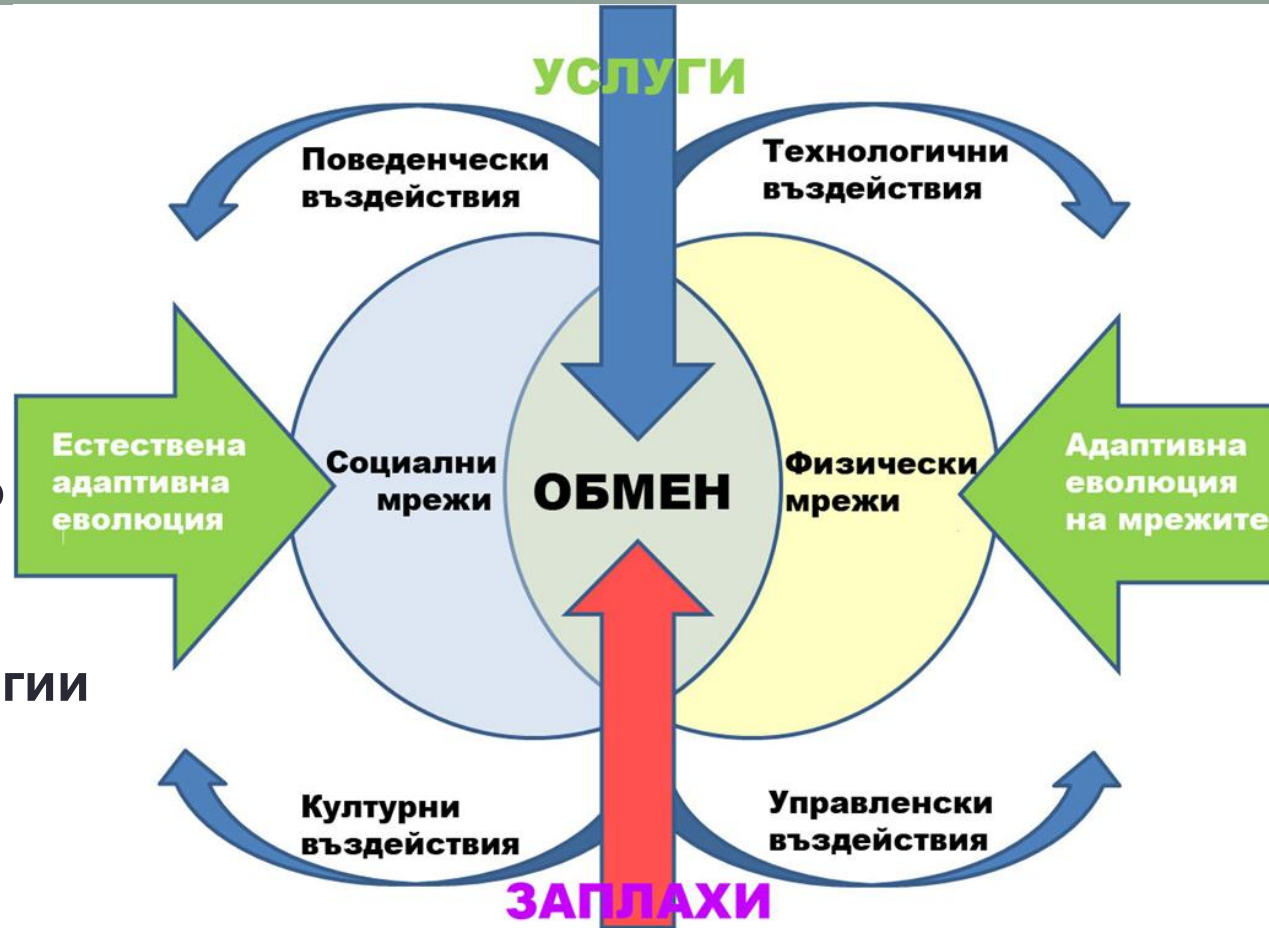 УСЛУГИ
Поведенчески
въздействия
Технологични
въздействия
Естествена
адаптивна
еволюция
Социални
мрежи
ОБМЕН
Физически
мрежи
Адаптивна
еволюция
на мрежите
гии
Културни
въздействия
Управленски
въздействия
ЗАПЛАХИ